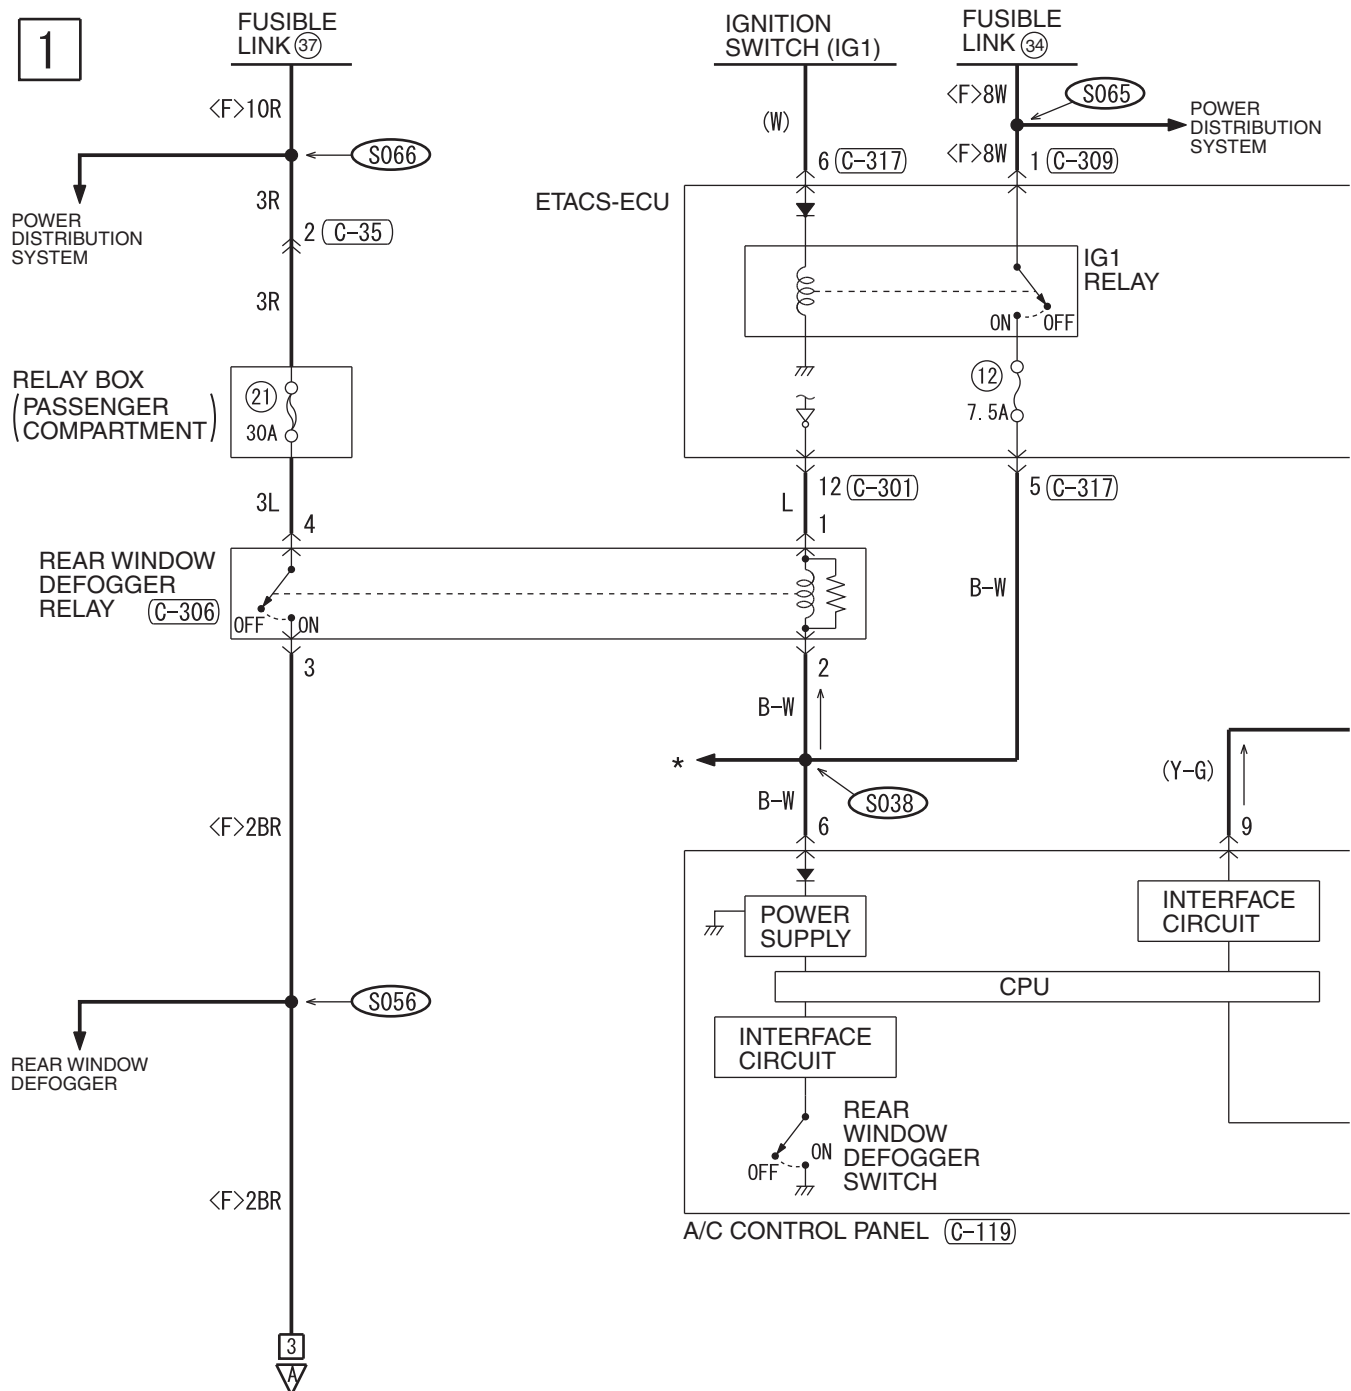 1
FUSIBLE
LINK 37
IGNITION
SWITCH (IG1)
FUSIBLE
LINK 34
<F>10R
(W)
<F>8W
S065
POWER
DISTRIBUTION
SYSTEM
S066
<F>8W
6 C-317
1 C-309
ETACS-ECU
3R
POWER
DISTRIBUTION
SYSTEM
2 C-35
IG1
RELAY
3R
ON
OFF
RELAY BOX
(PASSENGER
COMPARTMENT)
21
30A
12
7.5A
3L
4
L
12 C-301
1
5 C-317
REAR WINDOW
DEFOGGER
RELAY C-306
OFF
ON
B-W
3
2
B-W
*
(Y-G)
B-W
S038
<F>2BR
6
9
POWER
SUPPLY
INTERFACE
CIRCUIT
CPU
S056
INTERFACE
CIRCUIT
REAR WINDOW
DEFOGGER
REAR
WINDOW
DEFOGGER
SWITCH
OFF
ON
<F>2BR
A/C CONTROL PANEL C-119
3
A